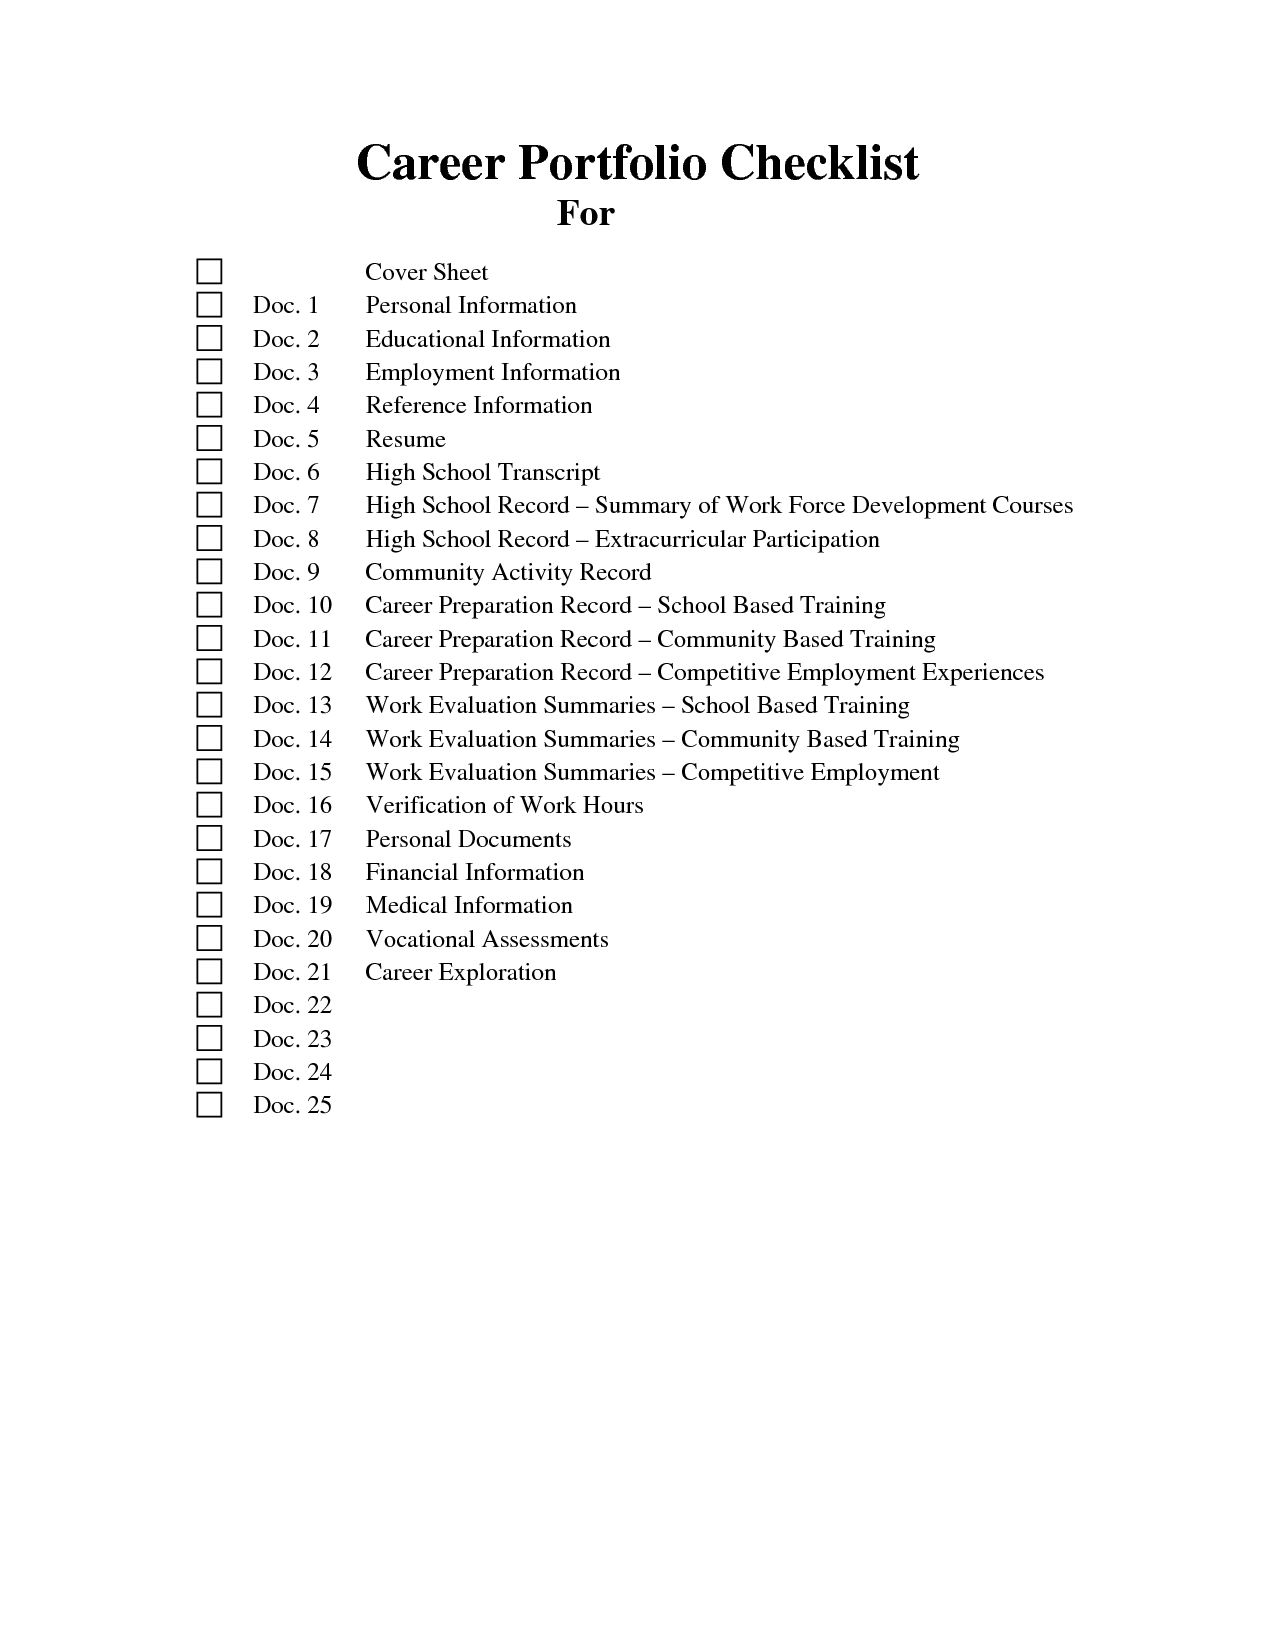 Career Portfolio Checklist
For
Cover Sheet
Doc. 1 Personal Information
Doc. 2 Educational Information
Doc. 3 Employment Information
Doc. 4 Reference Information
Doc. 5 Resume
Doc. 6 High School Transcript
Doc. 7 High School Record – Summary of Work Force Development Courses
Doc. 8 High School Record – Extracurricular Participation
Doc. 9 Community Activity Record
Doc. 10 Career Preparation Record – School Based Training
Doc. 11 Career Preparation Record – Community Based Training
Doc. 12 Career Preparation Record – Competitive Employment Experiences
Doc. 13 Work Evaluation Summaries – School Based Training
Doc. 14 Work Evaluation Summaries – Community Based Training
Doc. 15 Work Evaluation Summaries – Competitive Employment
Doc. 16 Verification of Work Hours
Doc. 17 Personal Documents
Doc. 18 Financial Information
Doc. 19 Medical Information
Doc. 20 Vocational Assessments
Doc. 21 Career Exploration
Doc. 22
Doc. 23
Doc. 24
Doc. 25